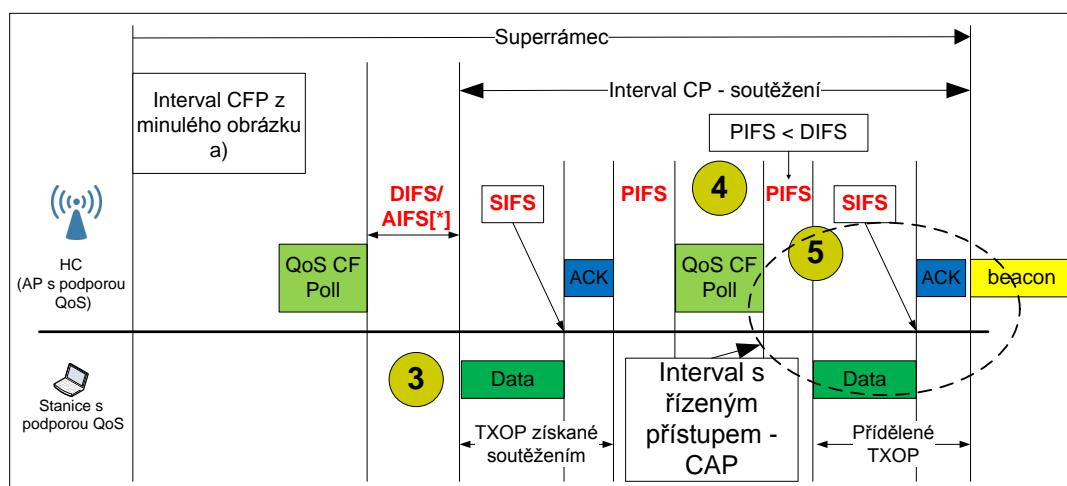 Superrámec
Interval CFP z
minulého obrázku
a)
Interval CP - soutěžení
PIFS < DIFS
DIFS/
AIFS[*]
SIFS
PIFS
4
PIFS
SIFS
5
HC
(AP s podporou
QoS)
QoS CF
Poll
ACK
QoS CF
Poll
ACK
beacon
3
Data
Interval s
řízeným
přístupem -
CAP
Data
Stanice s
podporou QoS
TXOP získané
soutěžením
Přídělené
TXOP